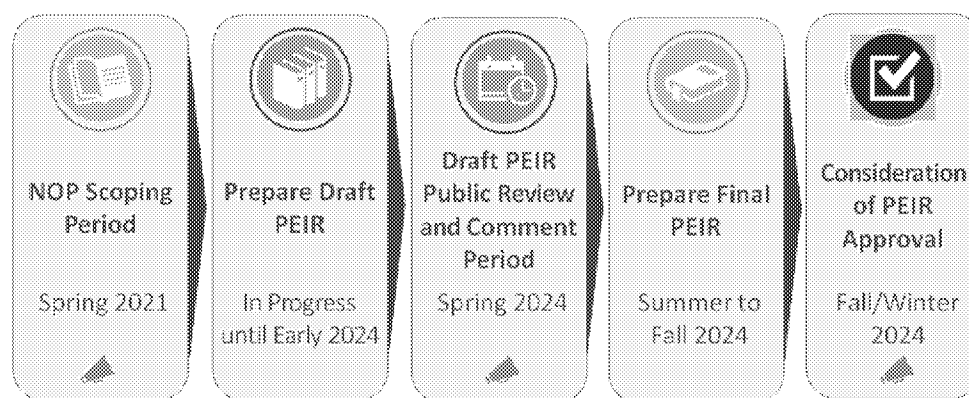 NOP Scoping
Period
Spring 2021
Prepare Draft
PEIR
In Progress
until Early 2024
Draft PEIR
Public Review
and Comment
Period
Spring 2024
Prepare Final
PEIR
Summer to
Fall 2024
Consideration
of PEIR
Approval
Fall/Winter
2024